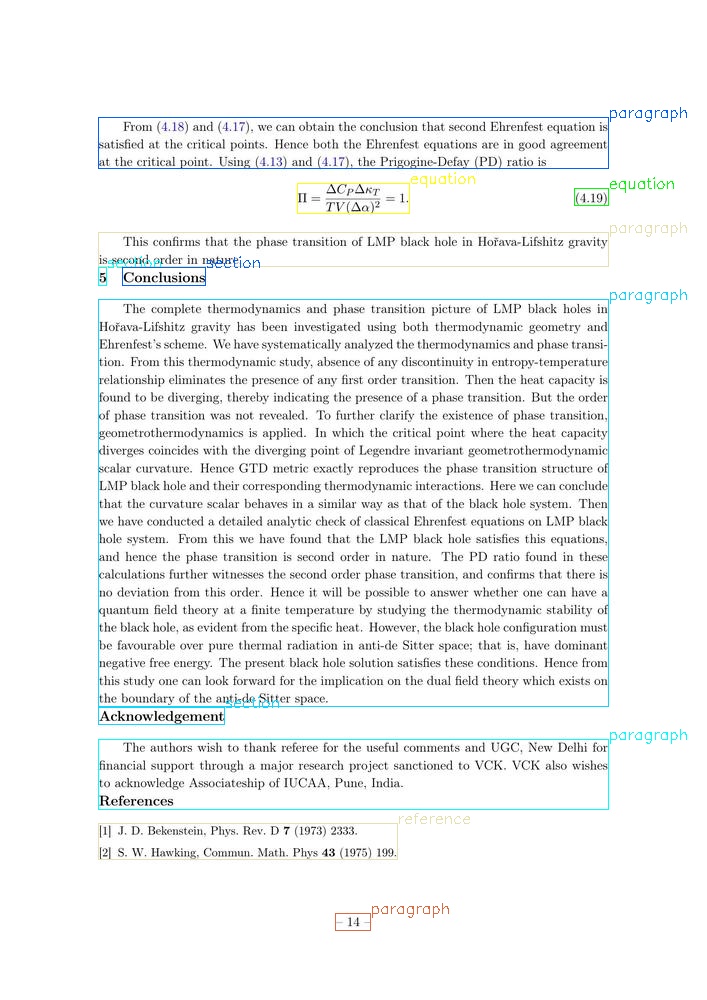 paragraph
From (4.18) and (4.17), we can obtain the conclusion that second Ehrenfest equation is
satisfied at the critical points. Hence both the Ehrenfest equations are in good agreement
at the critical point. Using (4.13) and (4.17), the Prigogine-Defay (PD) ratio is
equation
equation
Π = ΔC_P Δκ_T / TV(Δα)² = 1. (4.19)
paragraph
This confirms that the phase transition of LMP black hole in Hořava-Lifshitz gravity
is second order in nature.
section
section
5 Conclusions
paragraph
The complete thermodynamics and phase transition picture of LMP black holes in
Hořava-Lifshitz gravity has been investigated using both thermodynamic geometry and
Ehrenfest's scheme. We have systematically analyzed the thermodynamics and phase transi-
tion. From this thermodynamic study, absence of any discontinuity in entropy-temperature
relationship eliminates the presence of any first order transition. Then the heat capacity is
found to be diverging, thereby indicating the presence of a phase transition. But the order
of phase transition was not revealed. To further clarify the existence of phase transition,
geometrothermodynamics is applied. In which the critical point where the heat capacity
diverges coincides with the diverging point of Legendre invariant geometrothermodynamic
scalar curvature. Hence GTD metric exactly reproduces the phase transition structure of
LMP black hole and their corresponding thermodynamic interactions. Here we can conclude
that the curvature scalar behaves in a similar way as that of the black hole system. Then
we have conducted a detailed analytic check of classical Ehrenfest equations on LMP black
hole system. From this we have found that the LMP black hole satisfies this equations,
and hence the phase transition is second order in nature. The PD ratio found in these
calculations further witnesses the second order phase transition, and confirms that there is
no deviation from this order. Hence it will be possible to answer whether one can have a
quantum field theory at a finite temperature by studying the thermodynamic stability of
the black hole, as evident from the specific heat. However, the black hole configuration must
be favourable over pure thermal radiation in anti-de Sitter space; that is, have dominant
negative free energy. The present black hole solution satisfies these conditions. Hence from
this study one can look forward for the implication on the dual field theory which exists on
the boundary of the anti-de Sitter space.
section
Acknowledgement
paragraph
The authors wish to thank referee for the useful comments and UGC, New Delhi for
financial support through a major research project sanctioned to VCK. VCK also wishes
to acknowledge Associateship of IUCAA, Pune, India.
References
reference
[1] J. D. Bekenstein, Phys. Rev. D 7 (1973) 2333.
[2] S. W. Hawking, Commun. Math. Phys 43 (1975) 199.
paragraph
– 14 –